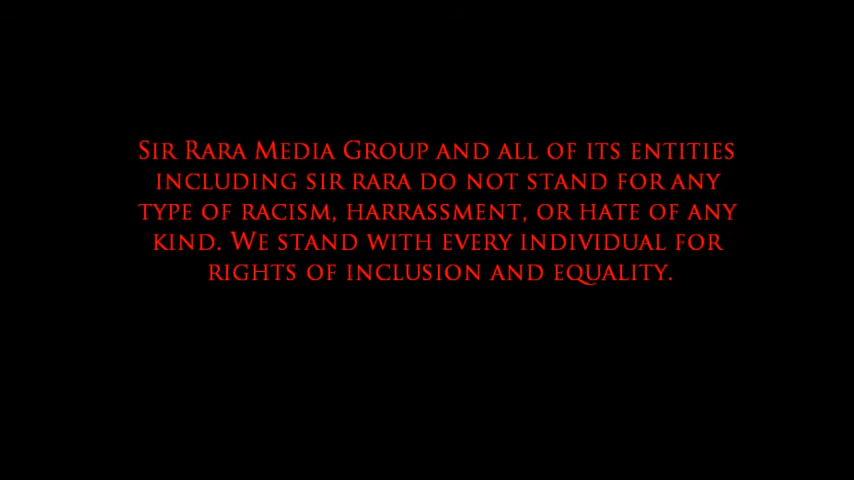 Sir Rara Media Group and all of its entities
including sir rara do not stand for any
type of racism, harrassment, or hate of any
kind. We stand with every individual for
rights of inclusion and equality.